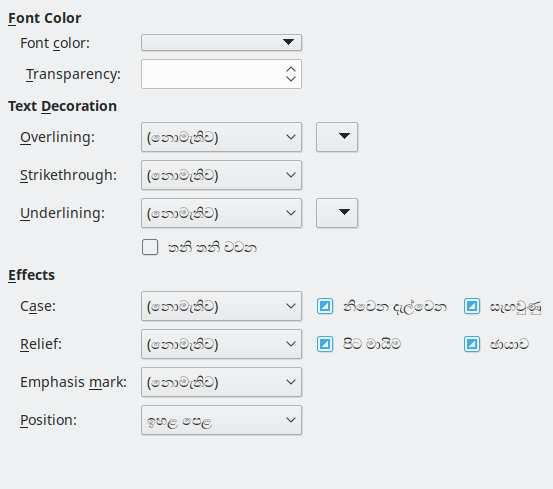 Font Color
Font color:
Transparency:
Text Decoration
Overlining: (නොමැතිව)
Strikethrough: (නොමැතිව)
Underlining: (නොමැතිව)
තනි තනි වචන
Effects
Case: (නොමැතිව) නිවෙන දැල්වෙන සැඟවුණු
Relief: (නොමැතිව) පිට මායිම ඡායාව
Emphasis mark: (නොමැතිව)
Position: ඉහළ පෙළ